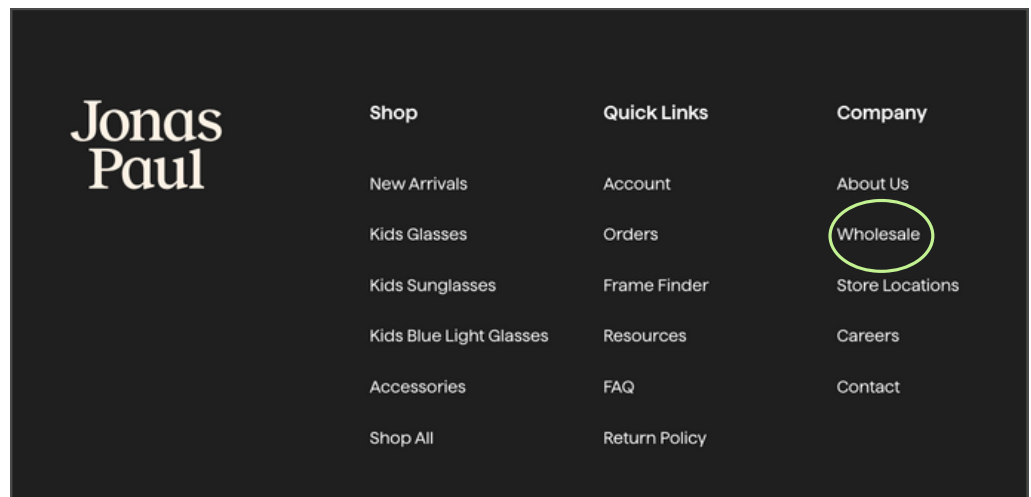 Jonas
Paul
Shop
New Arrivals
Kids Glasses
Kids Sunglasses
Kids Blue Light Glasses
Accessories
Shop All
Quick Links
Account
Orders
Frame Finder
Resources
FAQ
Return Policy
Company
About Us
Wholesale
Store Locations
Careers
Contact